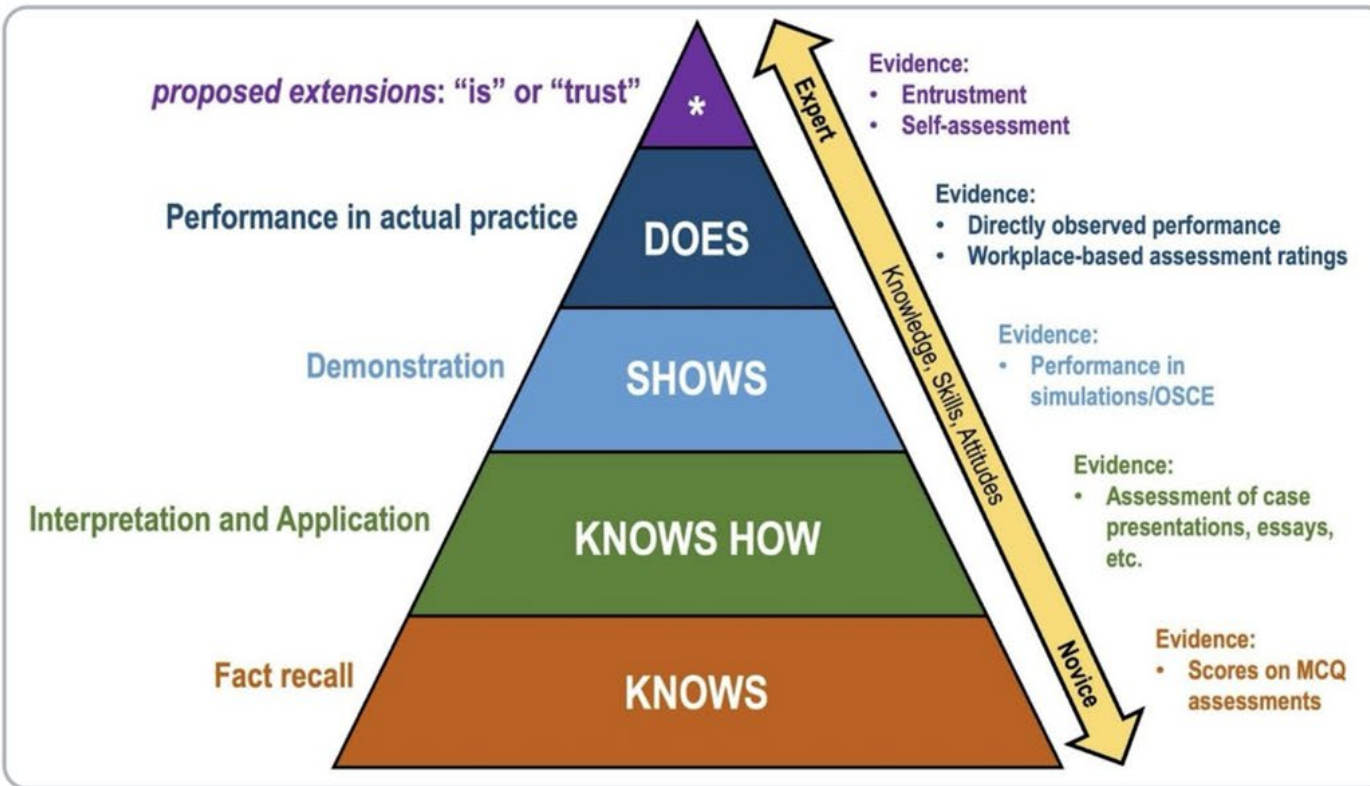 proposed extensions: “is” or “trust”
*
Expert
Evidence:
• Entrustment
• Self-assessment
Performance in actual practice
DOES
Evidence:
• Directly observed performance
• Workplace-based assessment ratings
Knowledge, Skills, Attitudes
Demonstration
SHOWS
Evidence:
• Performance in
simulations/OSCE
Interpretation and Application
KNOWS HOW
Evidence:
• Assessment of case
presentations, essays,
etc.
Fact recall
KNOWS
Novice
Evidence:
• Scores on MCQ
assessments